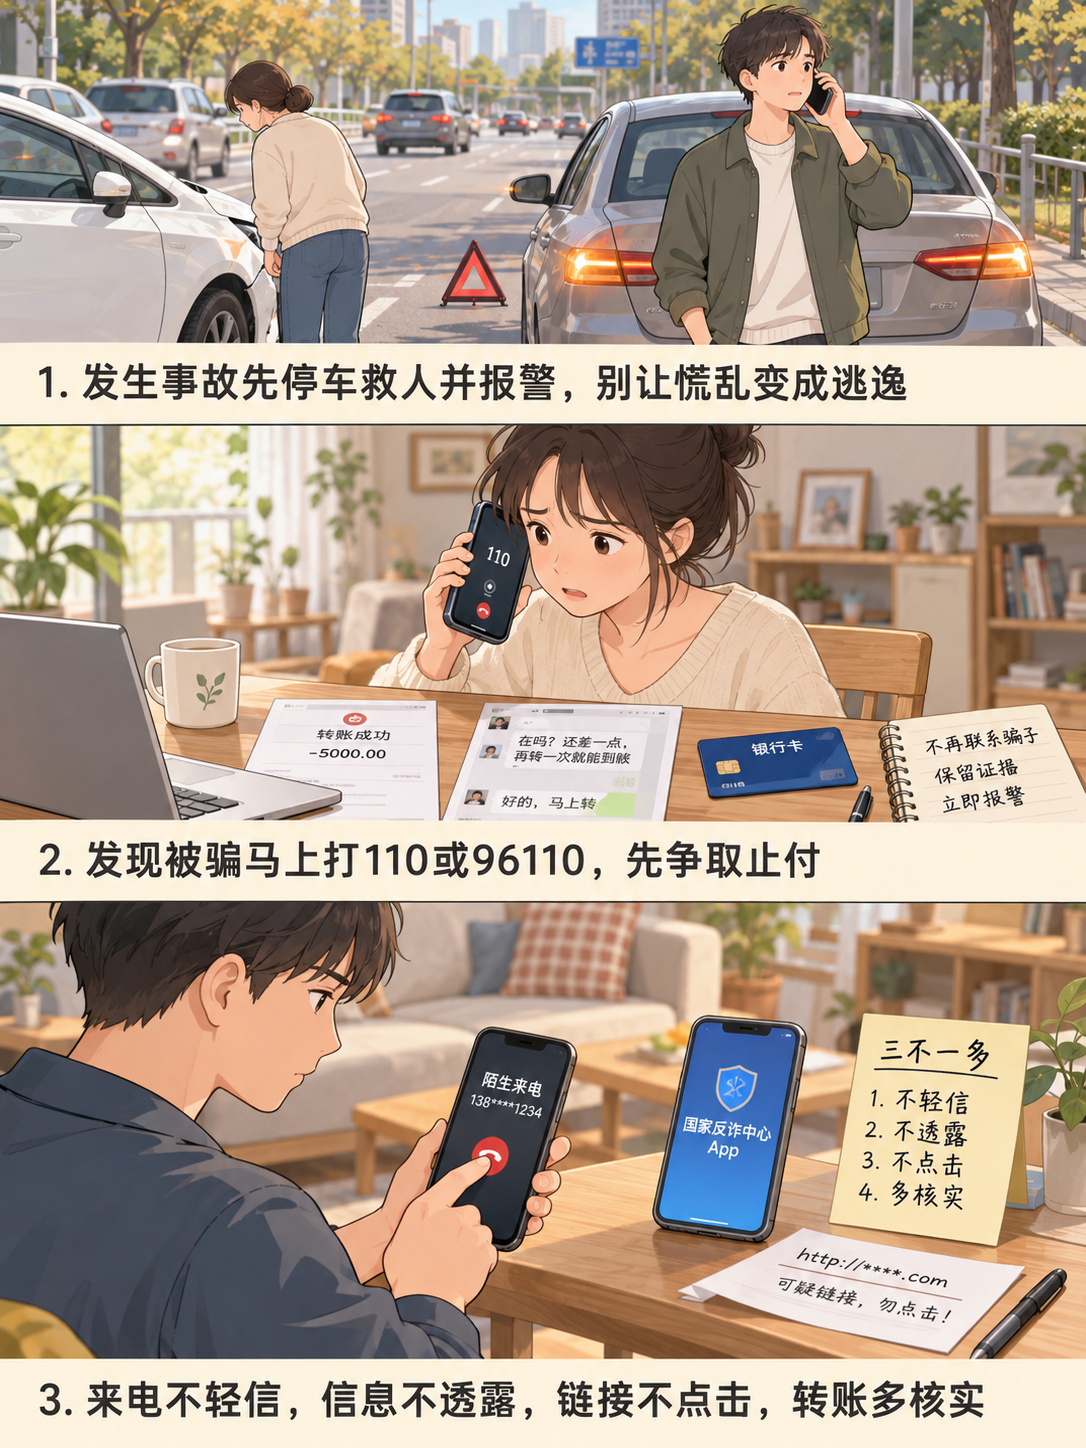 1. 发生事故先停车救人并报警，别让慌乱变成逃逸
110
转账成功
-5000.00
在吗？还差一点，
再转一次就能到账
好的，马上转
银行卡
不再联系骗子
保留证据
立即报警
2. 发现被骗马上打110或96110，先争取止付
陌生来电
138****1234
国家反诈中心
App
三不一多
1. 不轻信
2. 不透露
3. 不点击
4. 多核实
http://****.com
可疑链接，勿点击！
3. 来电不轻信，信息不透露，链接不点击，转账多核实